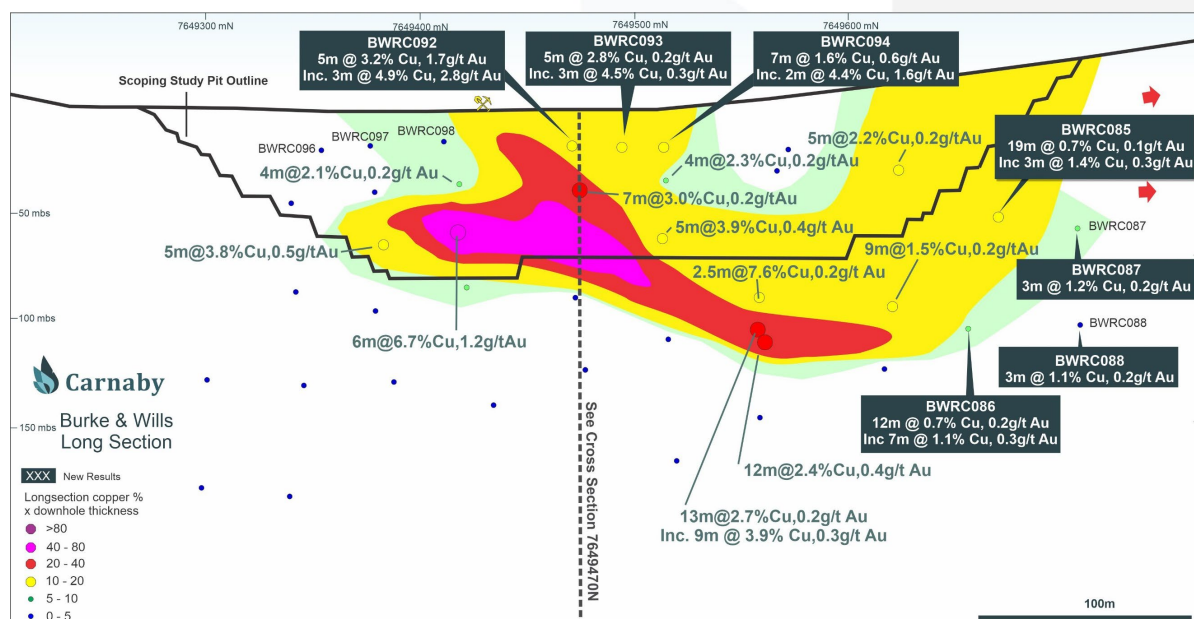 7649300 mN
7649400 mN
7649500 mN
7649600 mN
BWRC092
5m @ 3.2% Cu, 1.7g/t Au
Inc. 3m @ 4.9% Cu, 2.8g/t Au
BWRC093
5m @ 2.8% Cu, 0.2g/t Au
Inc. 3m @ 4.5% Cu, 0.3g/t Au
BWRC094
7m @ 1.6% Cu, 0.6g/t Au
Inc. 2m @ 4.4% Cu, 1.6g/t Au
Scoping Study Pit Outline
BWRC096
BWRC097
BWRC098
4m@2.1%Cu,0.2g/t Au
4m@2.3%Cu,0.2g/tAu
5m@2.2%Cu,0.2g/tAu
BWRC085
19m @ 0.7% Cu, 0.1g/t Au
Inc 3m @ 1.4% Cu, 0.3g/t Au
7m@3.0%Cu,0.2g/tAu
50 mbs
5m@3.8%Cu,0.5g/tAu
5m@3.9%Cu,0.4g/tAu
9m@1.5%Cu,0.2g/tAu
BWRC087
2.5m@7.6%Cu,0.2g/t Au
BWRC087
3m @ 1.2% Cu, 0.2g/t Au
100 mbs
6m@6.7%Cu,1.2g/tAu
BWRC088
BWRC088
3m @ 1.1% Cu, 0.2g/t Au
Carnaby
Burke & Wills
Long Section
BWRC086
12m @ 0.7% Cu, 0.2g/t Au
Inc 7m @ 1.1% Cu, 0.3g/t Au
150 mbs
See Cross Section 7649470N
12m@2.4%Cu,0.4g/t Au
13m@2.7%Cu,0.2g/tAu
Inc. 9m @ 3.9% Cu,0.3g/tAu
XXX New Results
Longsection copper %
x downhole thickness
>80
40 - 80
20 - 40
10 - 20
5 - 10
0 - 5
100m